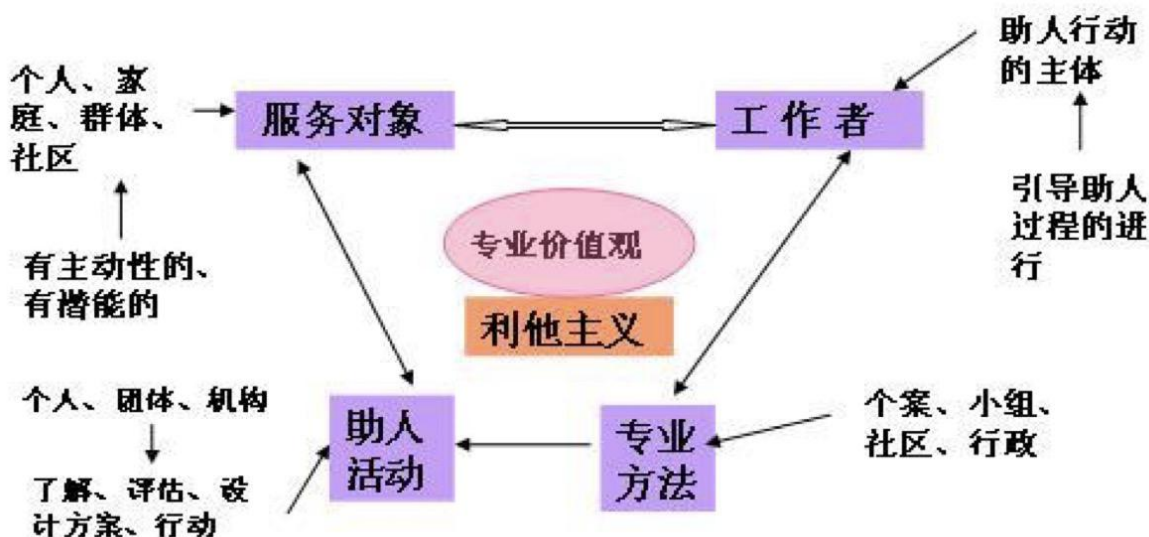 助人行动
的主体
个人、家
庭、群体、
社区
服务对象
工作者
引导助人
过程的进
行
专业价值观
有主动性的、
有潜能的
利他主义
个人、团体、机构
助人
活动
专业
方法
个案、小组、
社区、行政
了解、评估、设
计方案、行动